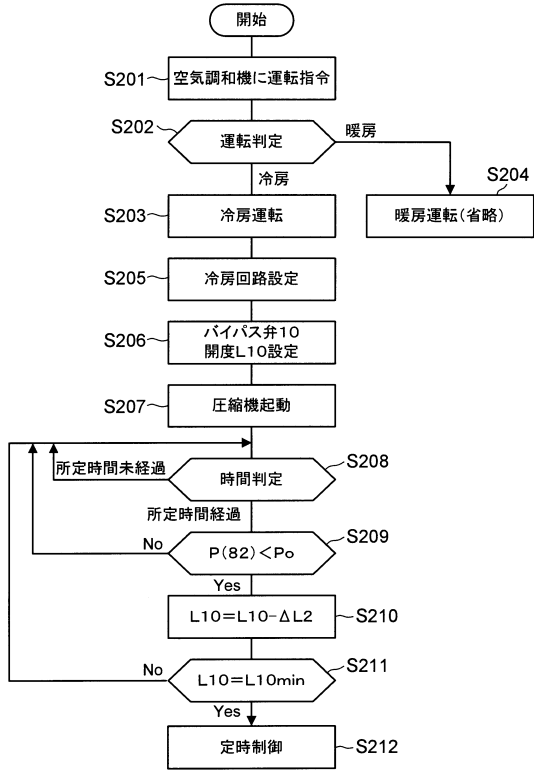 開始
S201
空気調和機に運転指令
S202
運転判定
暖房
冷房
S204
暖房運転(省略)
S203
冷房運転
S205
冷房回路設定
S206
バイパス弁10
開度L10設定
S207
圧縮機起動
S208
時間判定
所定時間未経過
所定時間経過
S209
P(82)<Po
No
Yes
S210
L10=L10-ΔL2
S211
L10=L10min
No
Yes
S212
定時制御